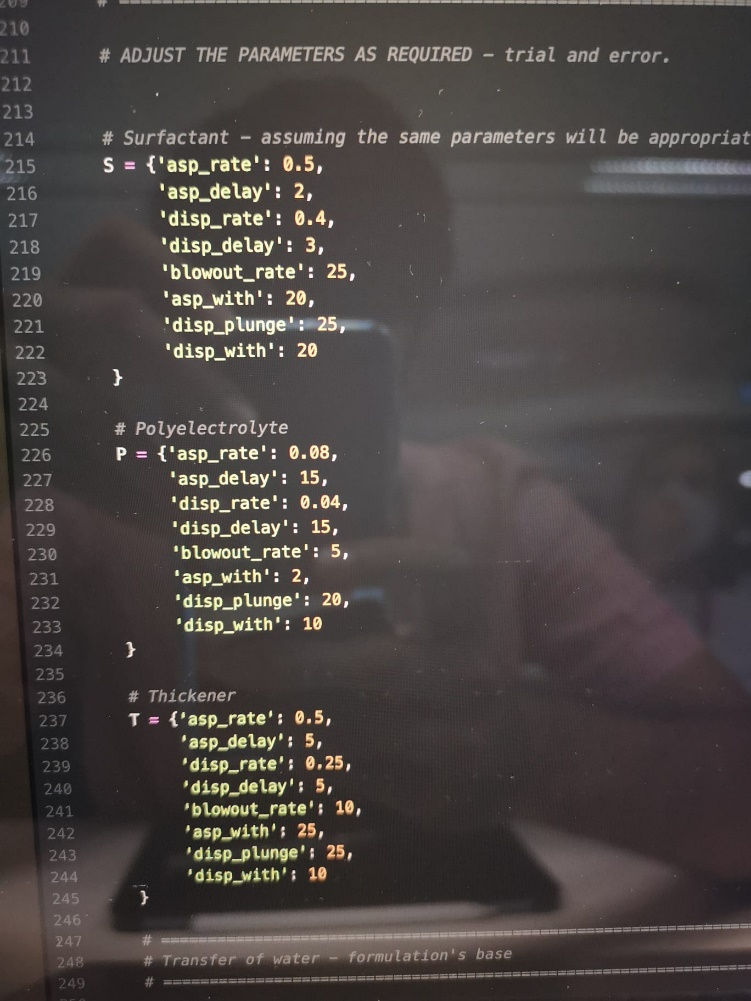 209 # ================================
210
211 # ADJUST THE PARAMETERS AS REQUIRED – trial and error.
212
213
214 # Surfactant – assuming the same parameters will be
215 S = {'asp_rate': 0.5,
216 'asp_delay': 2,
217 'disp_rate': 0.4,
218 'disp_delay': 3,
219 'blowout_rate': 25,
220 'asp_with': 20,
221 'disp_plunge': 25,
222 'disp_with': 20
223 }
224
225 # Polyelectrolyte
226 P = {'asp_rate': 0.08,
227 'asp_delay': 15,
228 'disp_rate': 0.04,
229 'disp_delay': 15,
230 'blowout_rate': 5,
231 'asp_with': 2,
232 'disp_plunge': 20,
233 'disp_with': 10
234 }
235
236 # Thickener
237 T = {'asp_rate': 0.5,
238 'asp_delay': 5,
239 'disp_rate': 0.25,
240 'disp_delay': 5,
241 'blowout_rate': 10,
242 'asp_with': 25,
243 'disp_plunge': 25,
244 'disp_with': 10
245 }
246
247 # ================================
248 # Transfer of water – formulation's base
249 # ================================